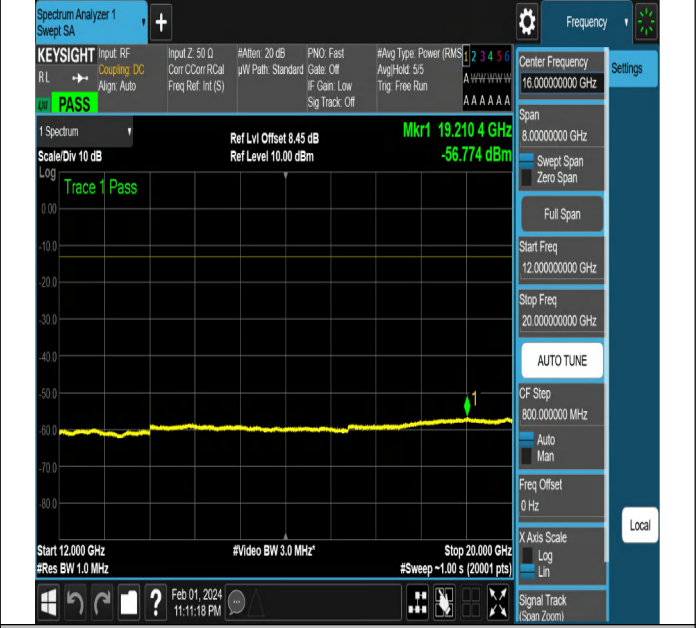 Spectrum Analyzer 1
Swept SA
Frequency
KEYSIGHT
RL
PASS
Input: RF
Coupling: DC
Align: Auto
Input Z: 50 Ω
Corr CCorr RCal
Freq Ref: Int (S)
#Atten: 20 dB
µW Path: Standard
PNO: Fast
Gate: Off
IF Gain: Low
Sig Track: Off
#Avg Type: Power (RMS
Avg|Hold: 5/5
Trig: Free Run
1 2 3 4 5 6
A W W W W W
A A A A A A
1 Spectrum
Scale/Div 10 dB
Log
Ref Lvl Offset 8.45 dB
Ref Level 10.00 dBm
Mkr1 19.210 4 GHz
-56.774 dBm
Trace 1 Pass
0.00
-10.0
-20.0
-30.0
-40.0
-50.0
-60.0
-70.0
-80.0
1
Start 12.000 GHz
#Res BW 1.0 MHz
#Video BW 3.0 MHz*
Stop 20.000 GHz
#Sweep ~1.00 s (20001 pts)
Feb 01, 2024
11:11:18 PM
Center Frequency
16.000000000 GHz
Span
8.00000000 GHz
Swept Span
Zero Span
Full Span
Start Freq
12.000000000 GHz
Stop Freq
20.000000000 GHz
AUTO TUNE
CF Step
800.000000 MHz
Auto
Man
Freq Offset
0 Hz
X Axis Scale
Log
Lin
Signal Track
(Span Zoom)
Settings
Local